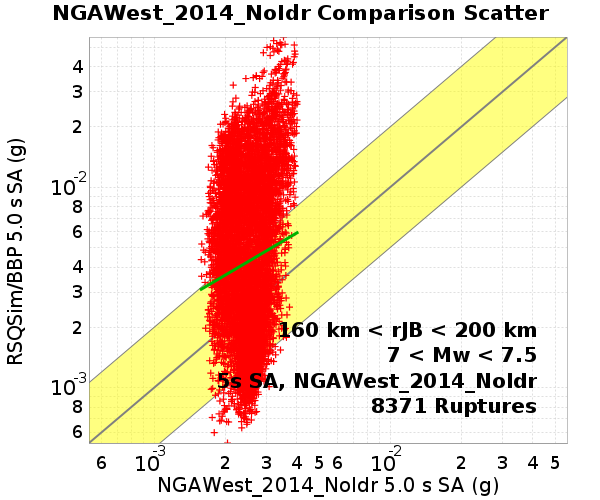 NGAWest_2014_NoIdr Comparison Scatter
RSQSim/BBP 5.0 s SA (g)
4
3
2
10-2
8
6
4
3
2
10-3
8
6
160 km < rJB < 200 km
7 < Mw < 7.5
5s SA, NGAWest_2014_NoIdr
8371 Ruptures
6 10-3 2 3 4 5 6 10-2 2 3 4 5
NGAWest_2014_NoIdr 5.0 s SA (g)